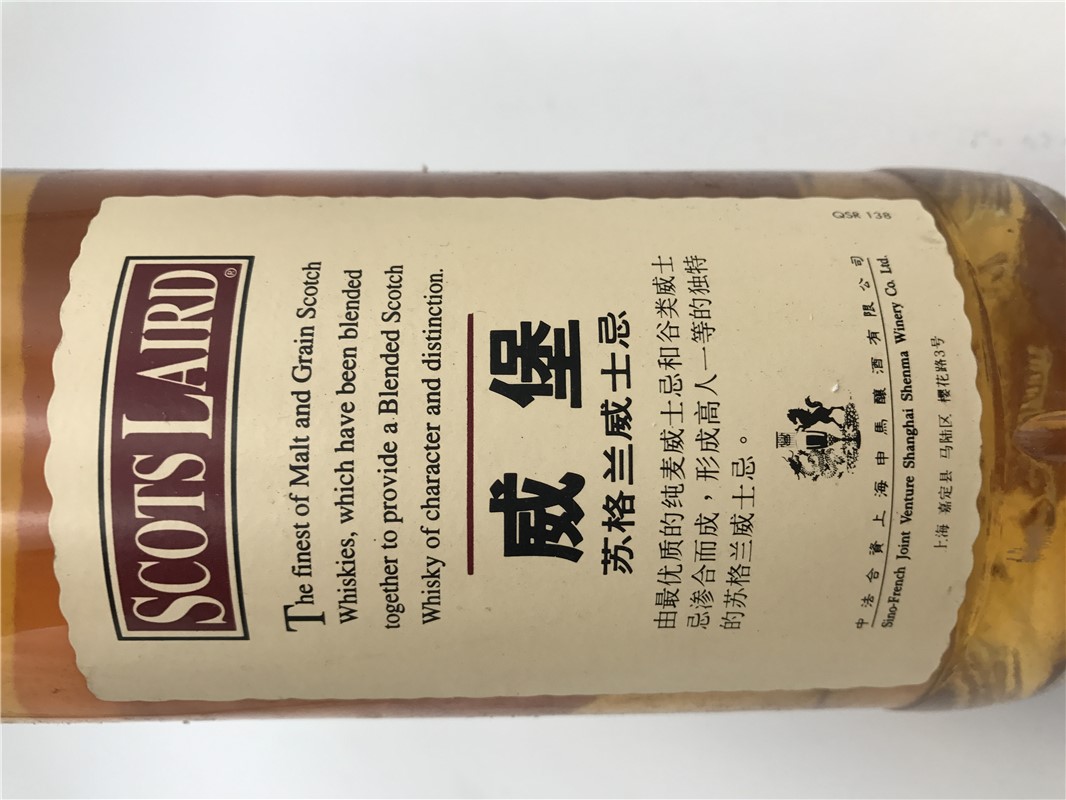 SCOTS LAIRD®
The finest of Malt and Grain Scotch
Whiskies, which have been blended
together to provide a Blended Scotch
Whisky of character and distinction.
威堡
苏格兰威士忌
由最优质的纯麦威士忌和谷类威士
忌渗合而成，形成高人一等的独特
的苏格兰威士忌。
中法合資上海申馬釀酒有限公司
Sino-French Joint Venture Shanghai Shenma Winery Co. Ltd.
上海 嘉定县 马陆区 樱花路3号
QSR 138